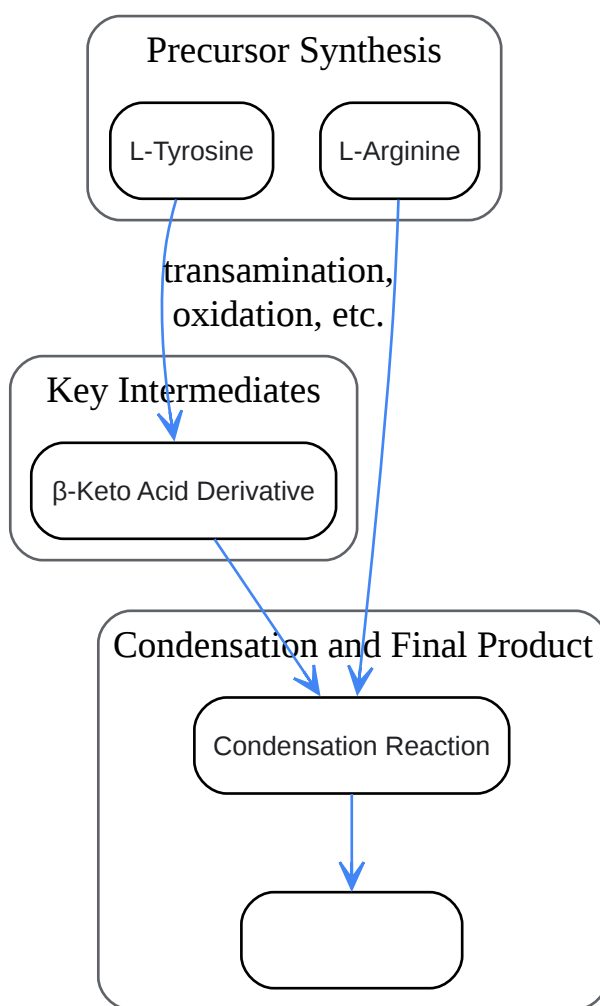 Precursor Synthesis
L-Tyrosine
L-Arginine
transamination,
oxidation, etc.
Key Intermediates
β-Keto Acid Derivative
Condensation and Final Product
Condensation Reaction